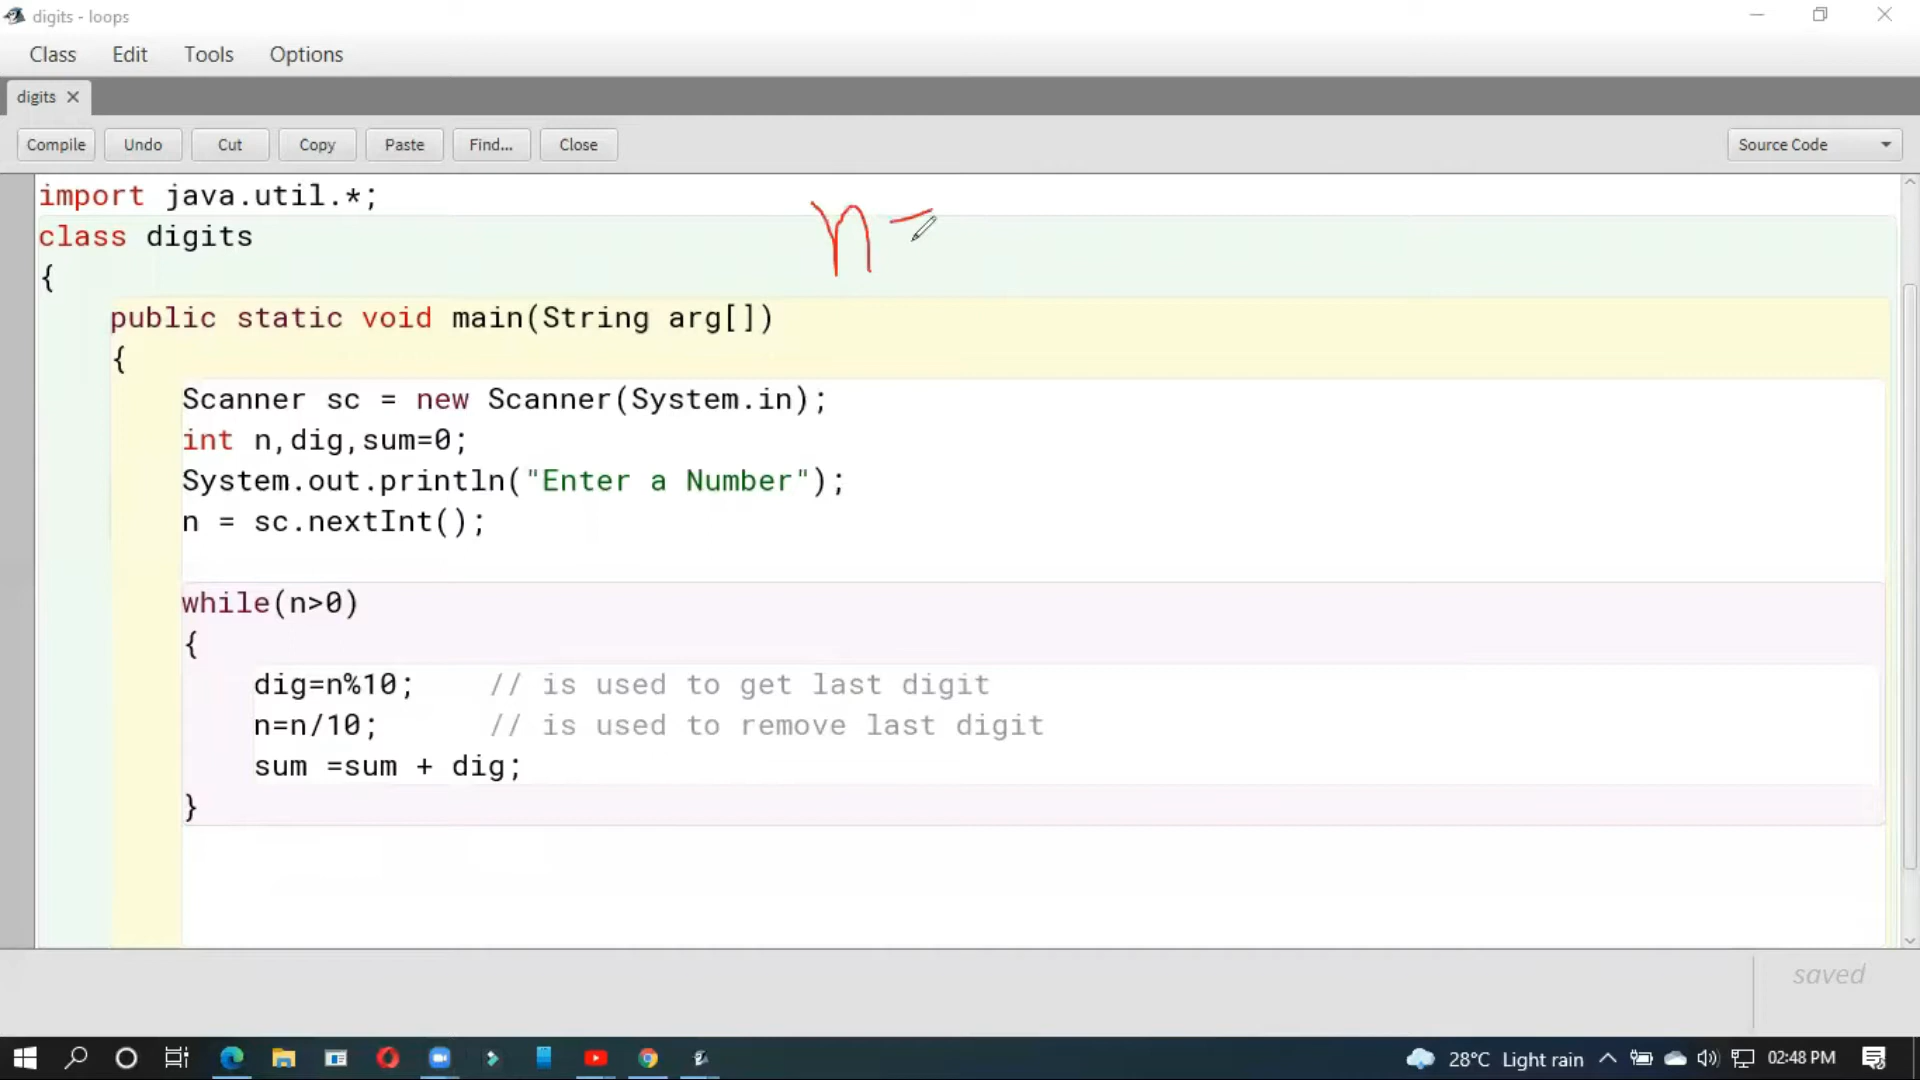 digits - loops
Class Edit Tools Options
digits
Compile Undo Cut Copy Paste Find... Close Source Code
import java.util.*;
n =
class digits
{
public static void main(String arg[])
{
Scanner sc = new Scanner(System.in);
int n,dig,sum=0;
System.out.println("Enter a Number");
n = sc.nextInt();
while(n>0)
{
dig=n%10; // is used to get last digit
n=n/10; // is used to remove last digit
sum =sum + dig;
}
saved
28°C Light rain 02:48 PM